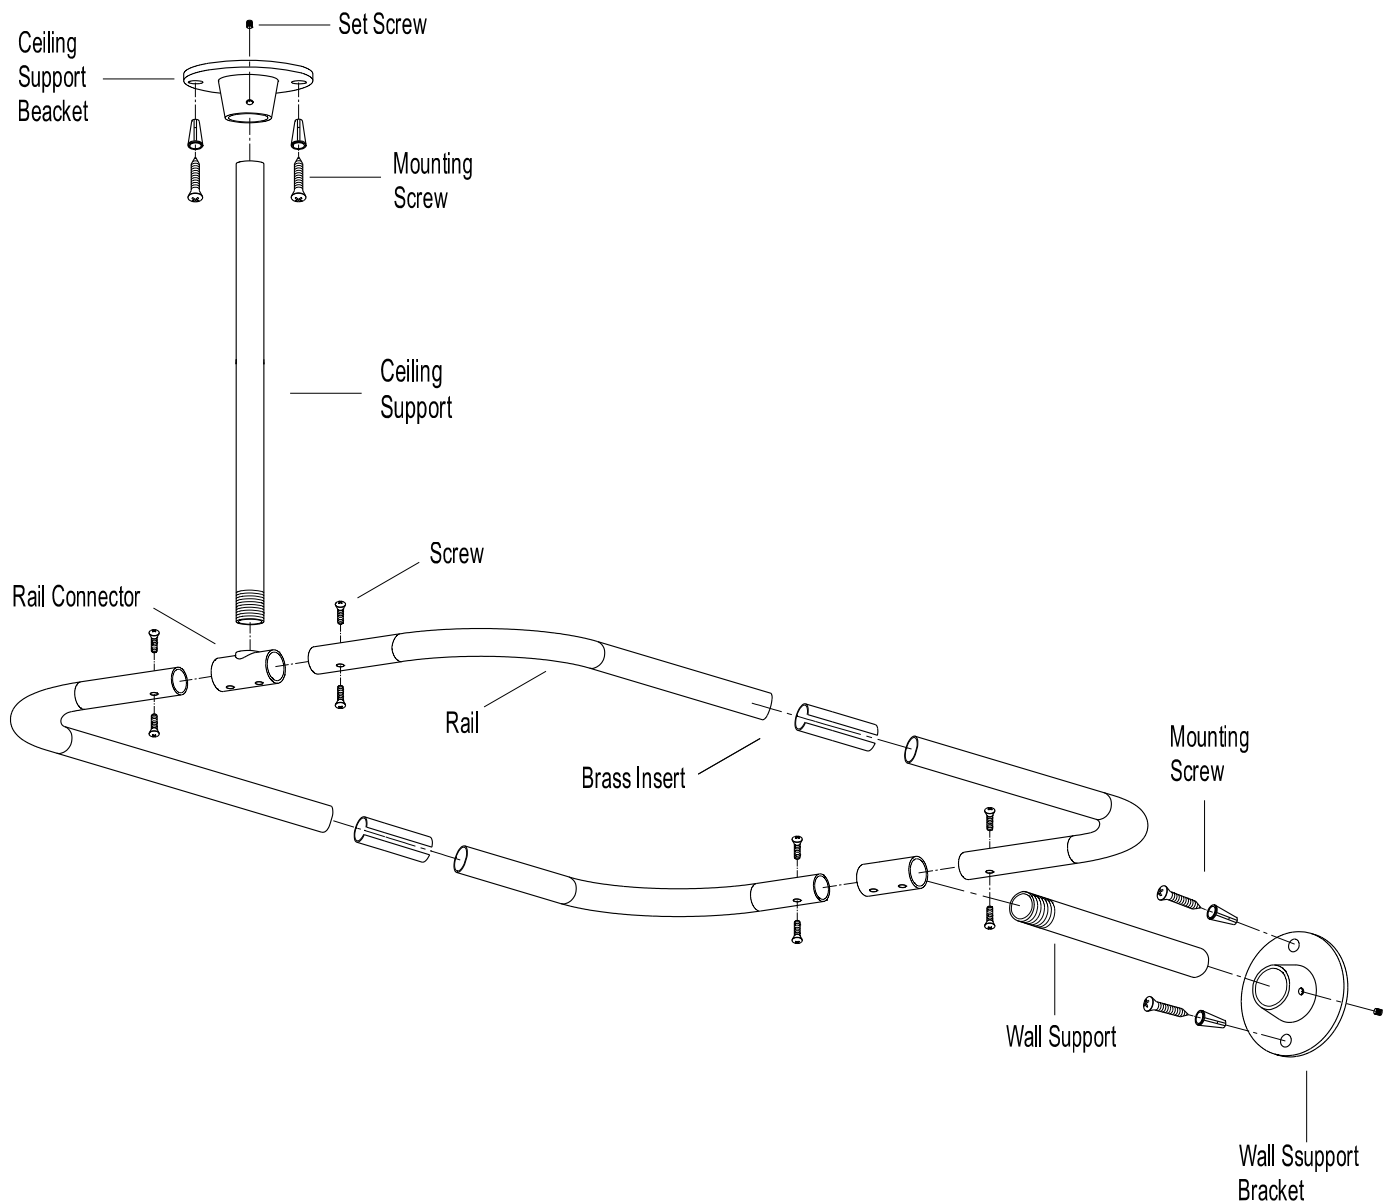 Set Screw
Ceiling
Support
Beacket
Mounting
Screw
Ceiling
Support
Screw
Rail Connector
Rail
Brass Insert
Mounting
Screw
Wall Support
Wall Ssupport
Bracket